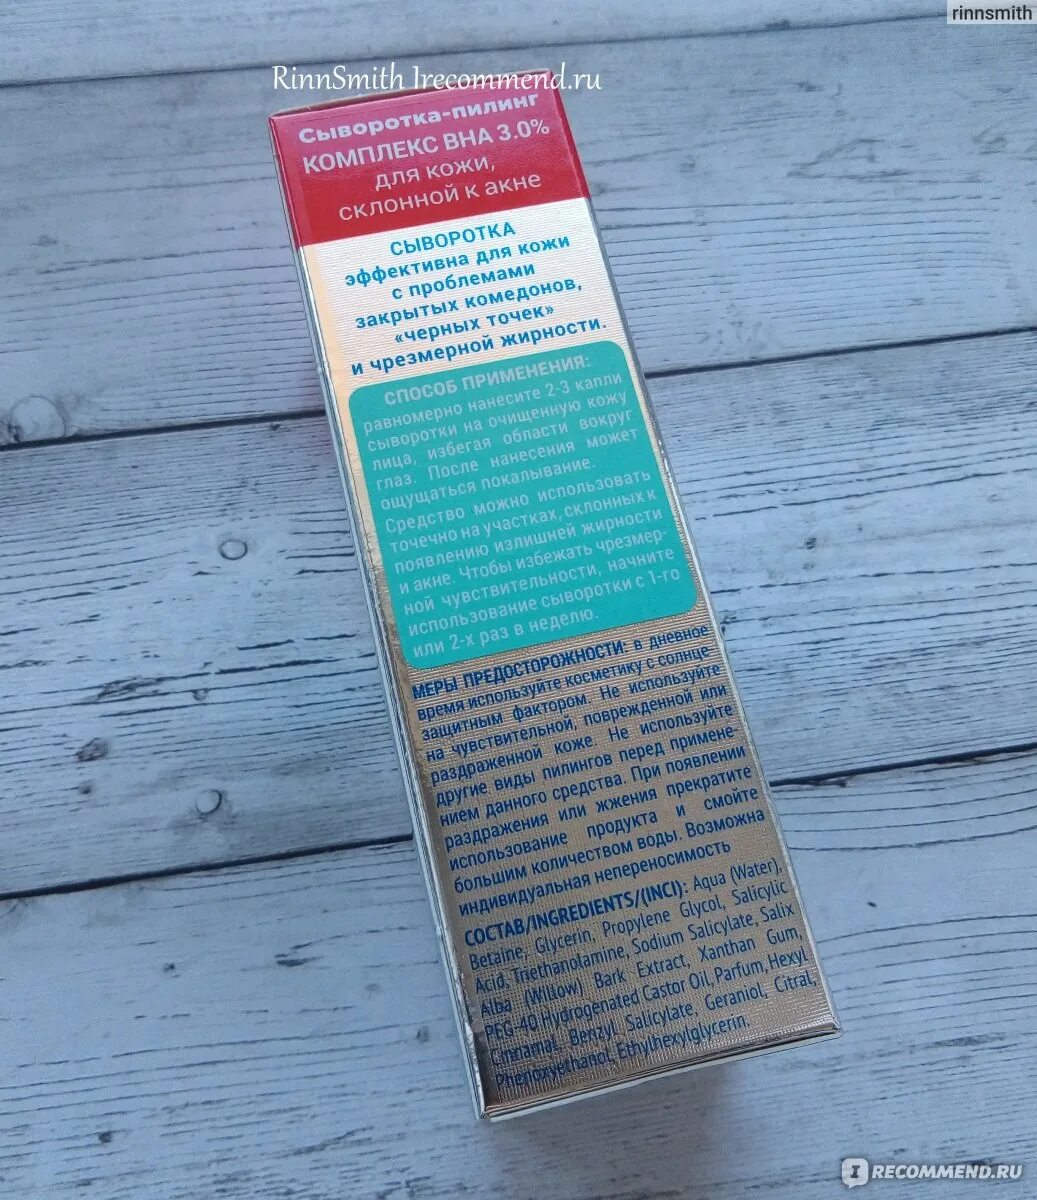 rinnsmith
RinnSmith Irecommend.ru
Сыворотка-пилинг
КОМПЛЕКС BHA 3.0%
для кожи,
склонной к акне
СЫВОРОТКА
эффективна для кожи
с проблемами
закрытых комедонов,
«черных точек»
и чрезмерной жирности.
СПОСОБ ПРИМЕНЕНИЯ:
равномерно нанесите 2-3 капли
сыворотки на очищенную кожу
лица, избегая области вокруг
глаз. После нанесения может
ощущаться покалывание.
Средство можно использовать
точечно на участках, склонных к
появлению излишней жирности
и акне. Чтобы избежать чрезмер-
ной чувствительности, начните
использование сыворотки с 1-го
или 2-х раз в неделю.
МЕРЫ ПРЕДОСТОРОЖНОСТИ: в дневное
время используйте косметику с солнце-
защитным фактором. Не используйте
на чувствительной, поврежденной или
раздраженной коже. Не используйте
другие виды пилингов перед примене-
нием данного средства. При появлении
раздражения или жжения прекратите
использование продукта и смойте
большим количеством воды. Возможна
индивидуальная непереносимость
СОСТАВ/INGREDIENTS/(INCI): Aqua (Water),
Betaine, Glycerin, Propylene Glycol, Salicylic
Acid, Triethanolamine, Sodium Salicylate, Salix
Alba (Willow) Bark Extract, Xanthan Gum,
PEG-40 Hydrogenated Castor Oil, Parfum, Hexyl
Cinnamal, Benzyl Salicylate, Geraniol, Citral,
Phenoxyethanol, Ethylhexylglycerin.
IRECOMMEND.RU